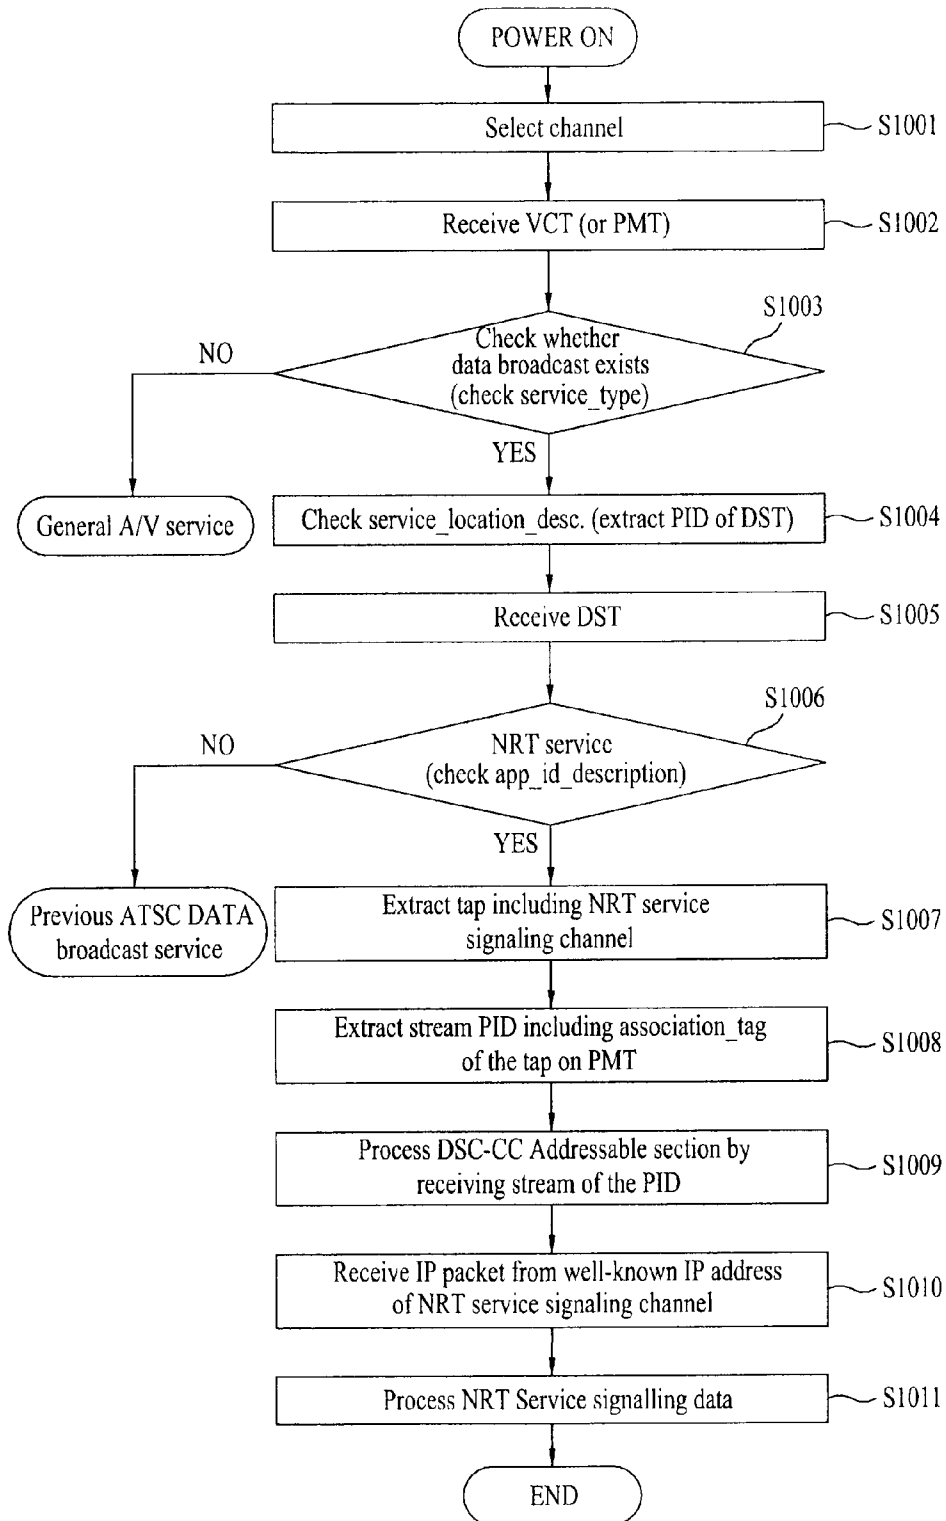 POWER ON
Select channel
S1001
Receive VCT (or PMT)
S1002
S1003
Check whether
data broadcast exists
(check service_type)
NO
YES
General A/V service
Check service_location_desc. (extract PID of DST)
S1004
Receive DST
S1005
S1006
NRT service
(check app_id_description)
NO
YES
Previous ATSC DATA
broadcast service
Extract tap including NRT service
signaling channel
S1007
Extract stream PID including association_tag
of the tap on PMT
S1008
Process DSC-CC Addressable section by
receiving stream of the PID
S1009
Receive IP packet from well-known IP address
of NRT service signaling channel
S1010
Process NRT Service signalling data
S1011
END